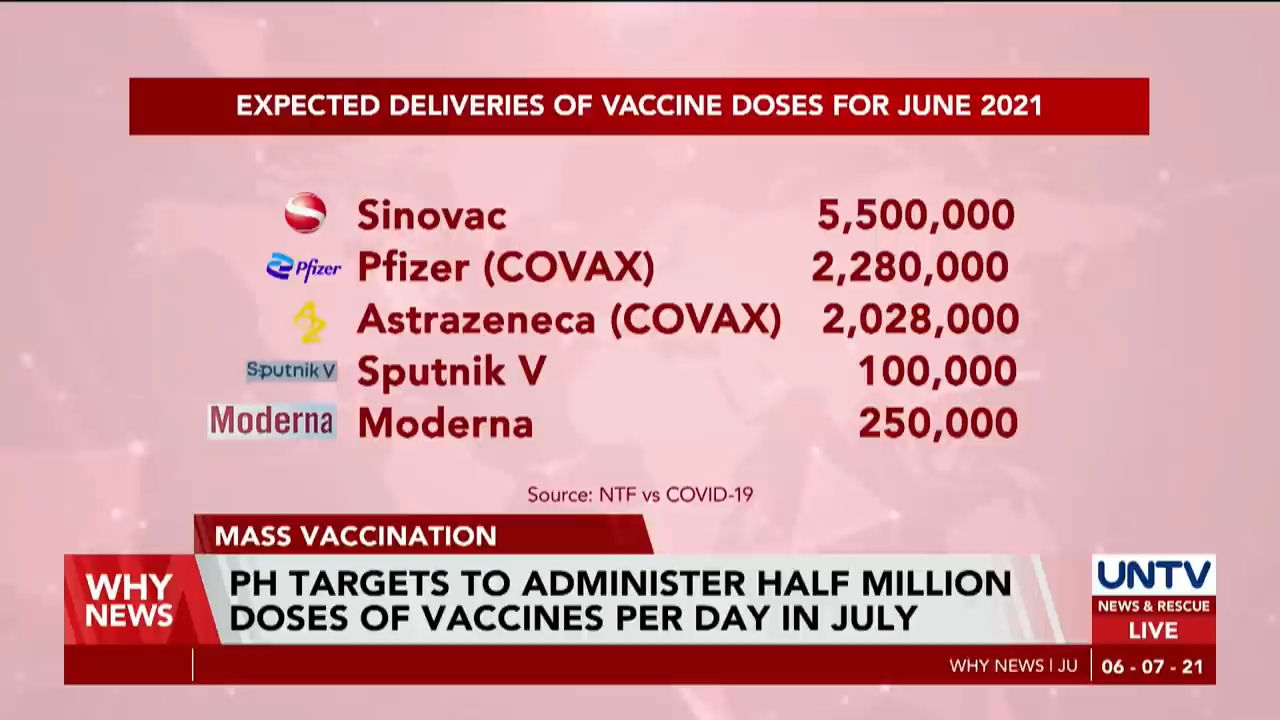 EXPECTED DELIVERIES OF VACCINE DOSES FOR JUNE 2021
Sinovac 5,500,000
Pfizer Pfizer (COVAX) 2,280,000
Astrazeneca (COVAX) 2,028,000
Sputnik V Sputnik V 100,000
Moderna Moderna 250,000
Source: NTF vs COVID-19
MASS VACCINATION
WHY NEWS
PH TARGETS TO ADMINISTER HALF MILLION
DOSES OF VACCINES PER DAY IN JULY
UNTV
NEWS & RESCUE
LIVE
WHY NEWS | JU
06 - 07 - 21